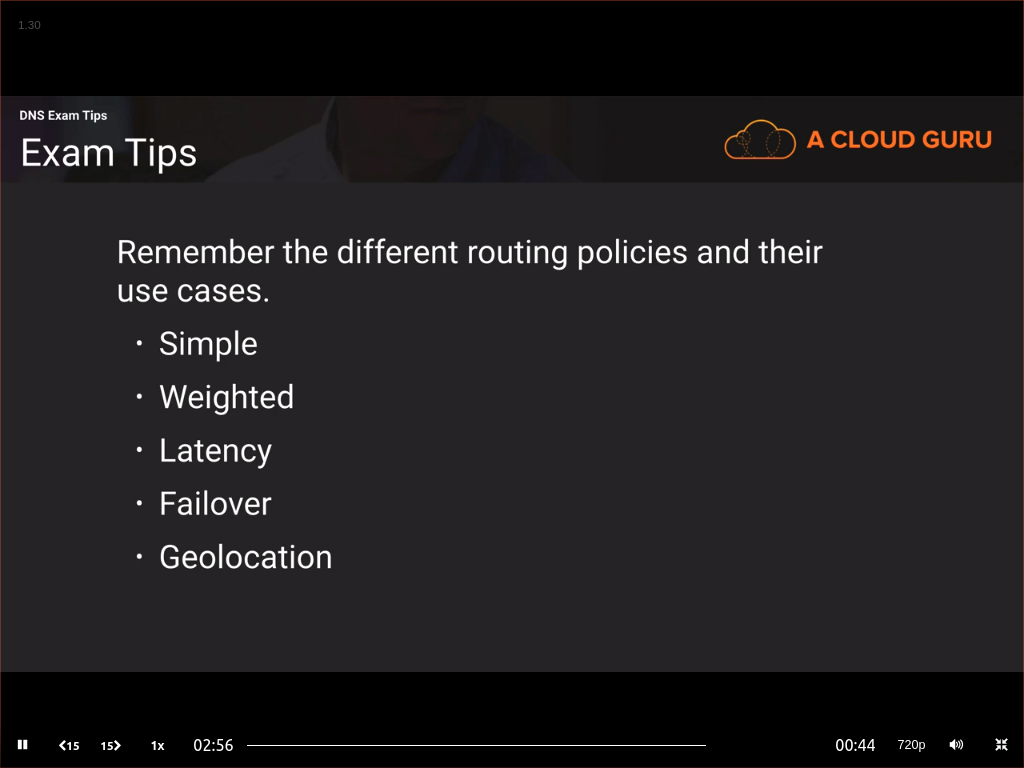 1.30
DNS Exam Tips
Exam Tips
A CLOUD GURU
Remember the different routing policies and their
use cases.
• Simple
• Weighted
• Latency
• Failover
• Geolocation
15 15 1x 02:56 00:44 720p